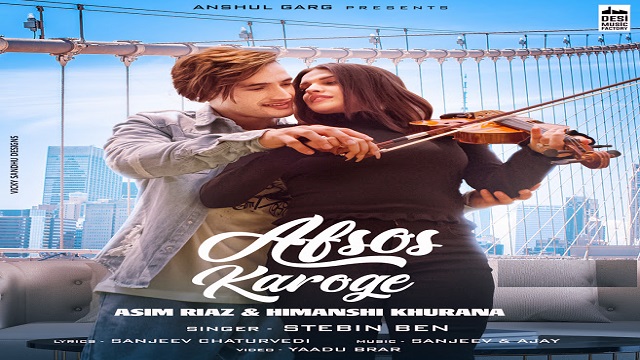 ANSHUL GARG PRESENTS
DESI
MUSIC
FACTORY
VICKY SANDHU DESIGNS
Afsos
Karoge
ASIM RIAZ & HIMANSHI KHURANA
SINGER - STEBIN BEN
LYRICS - SANJEEV CHATURVEDI MUSIC - SANJEEV & AJAY
VIDEO - YAADU BRAR